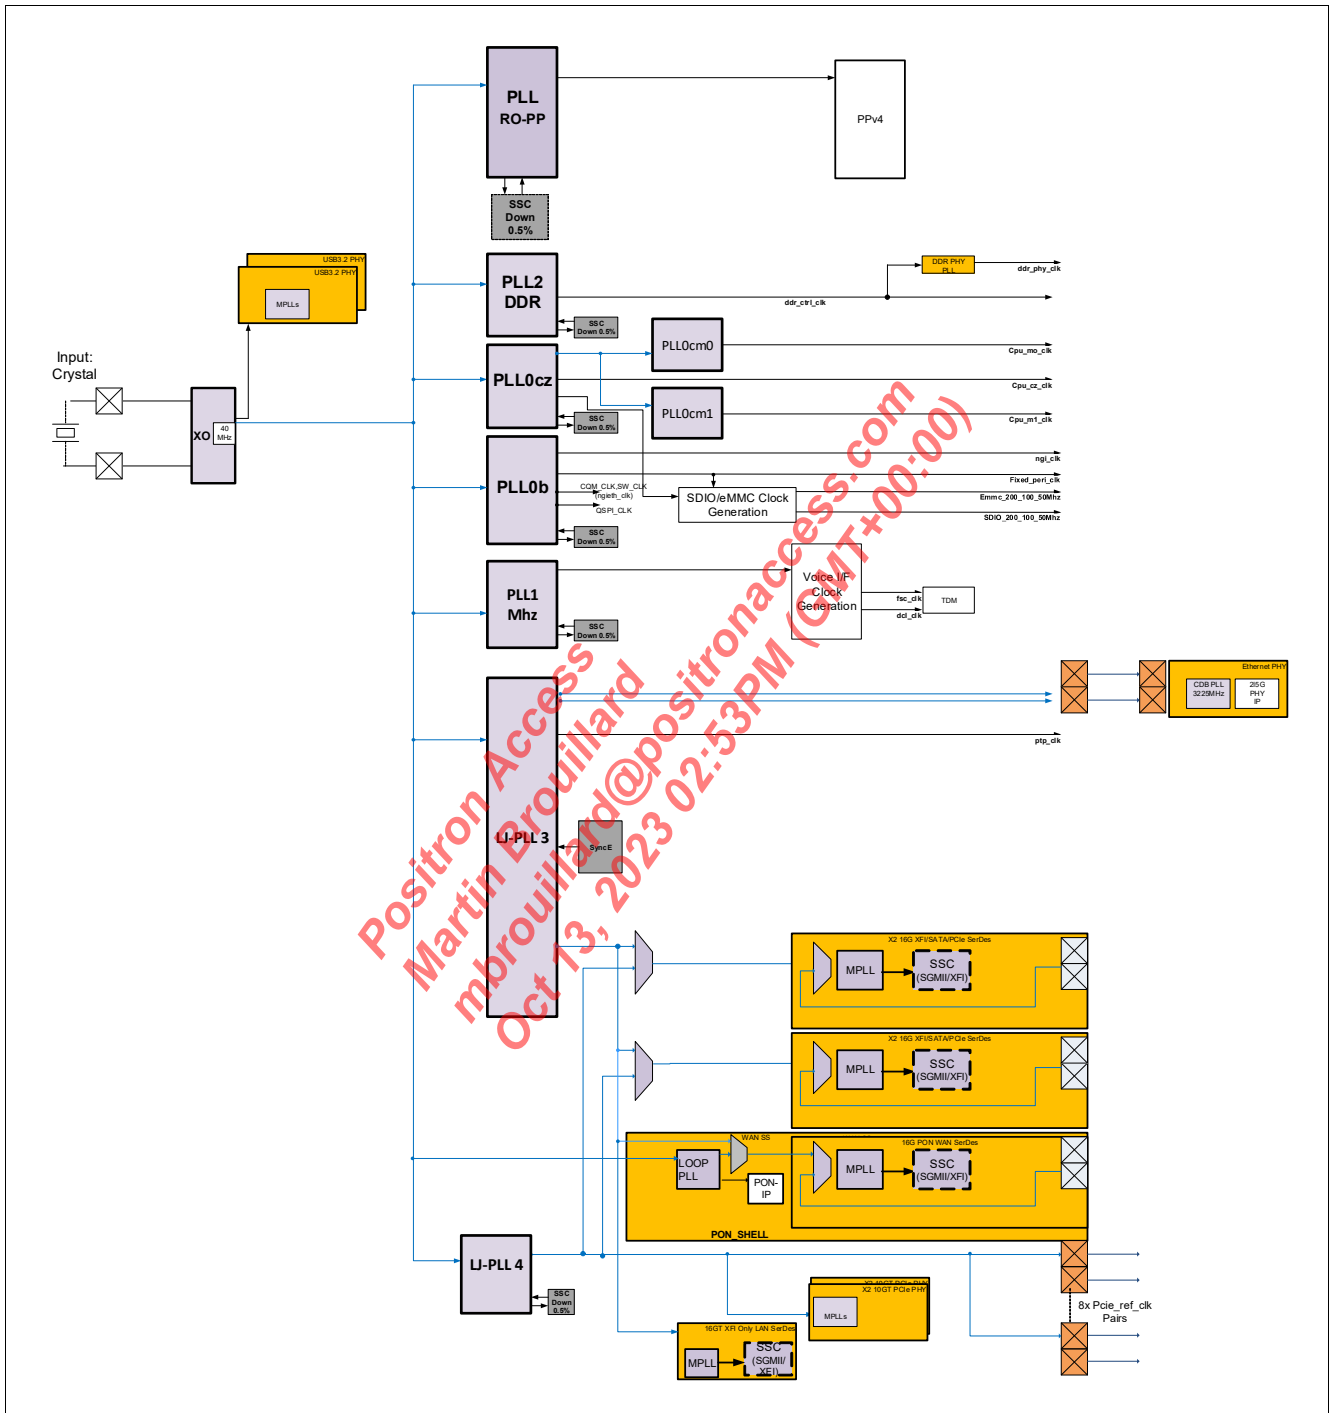 PLL
RO-PP
PPv4
SSC
Down
0.5%
USB3.2 PHY
USB3.2 PHY
MPLLs
PLL2
DDR
DDR PHY
PLL
ddr_phy_clk
ddr_ctrl_clk
SSC
Down 0.5%
PLL0cm0
Cpu_mo_clk
Input:
Crystal
PLL0cz
Cpu_cz_clk
PLL0cm1
Cpu_m1_clk
SSC
Down 0.5%
XO
40
MHz
PLL0b
ngi_clk
Fixed_peri_clk
CQM_CLK,SW_CLK
(ngieth_clk)
QSPI_CLK
SDIO/eMMC Clock
Generation
Emmc_200_100_50Mhz
SDIO_200_100_50Mhz
SSC
Down 0.5%
PLL1
Mhz
Voice I/F
Clock
Generation
fsc_clk
dcl_clk
TDM
SSC
Down 0.5%
Ethernet PHY
CDB PLL
3225MHz
2I5G
PHY
IP
ptp_clk
LJ-PLL 3
SyncE
X2 16G XFI/SATA/PCIe SerDes
MPLL
SSC
(SGMII/XFI)
X2 16G XFI/SATA/PCIe SerDes
MPLL
SSC
(SGMII/XFI)
WAN SS
16G PON WAN SerDes
LOOP
PLL
PON-
IP
MPLL
SSC
(SGMII/XFI)
PON_SHELL
LJ-PLL 4
SSC
Down
0.5%
X2 10GT PCIe PHY
X2 10GT PCIe PHY
MPLLs
8x Pcie_ref_clk
Pairs
16GT XFI Only LAN SerDes
MPLL
SSC
(SGMII/
XFI)
Positron Access
Martin Brouillard
mbrouillard@positronaccess.com
Oct 13, 2023 02:53PM (GMT+00:00)